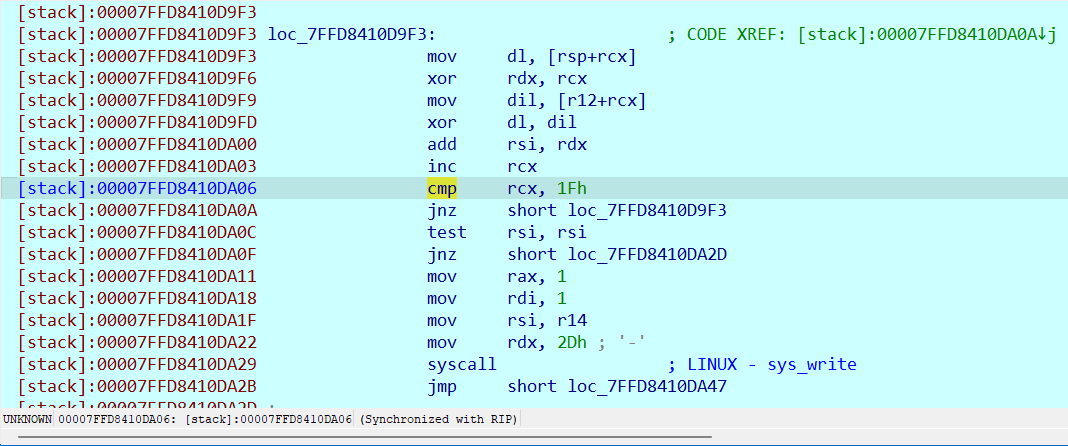 [stack]:00007FFD8410D9F3
[stack]:00007FFD8410D9F3 loc_7FFD8410D9F3: ; CODE XREF: [stack]:00007FFD8410DA0A↓j
[stack]:00007FFD8410D9F3 mov dl, [rsp+rcx]
[stack]:00007FFD8410D9F6 xor rdx, rcx
[stack]:00007FFD8410D9F9 mov dil, [r12+rcx]
[stack]:00007FFD8410D9FD xor dl, dil
[stack]:00007FFD8410DA00 add rsi, rdx
[stack]:00007FFD8410DA03 inc rcx
[stack]:00007FFD8410DA06 cmp rcx, 1Fh
[stack]:00007FFD8410DA0A jnz short loc_7FFD8410D9F3
[stack]:00007FFD8410DA0C test rsi, rsi
[stack]:00007FFD8410DA0F jnz short loc_7FFD8410DA2D
[stack]:00007FFD8410DA11 mov rax, 1
[stack]:00007FFD8410DA18 mov rdi, 1
[stack]:00007FFD8410DA1F mov rsi, r14
[stack]:00007FFD8410DA22 mov rdx, 2Dh ; '-'
[stack]:00007FFD8410DA29 syscall ; LINUX - sys_write
[stack]:00007FFD8410DA2B jmp short loc_7FFD8410DA47
[stack]:00007FFD8410DA2D ;
UNKNOWN 00007FFD8410DA06: [stack]:00007FFD8410DA06 (Synchronized with RIP)